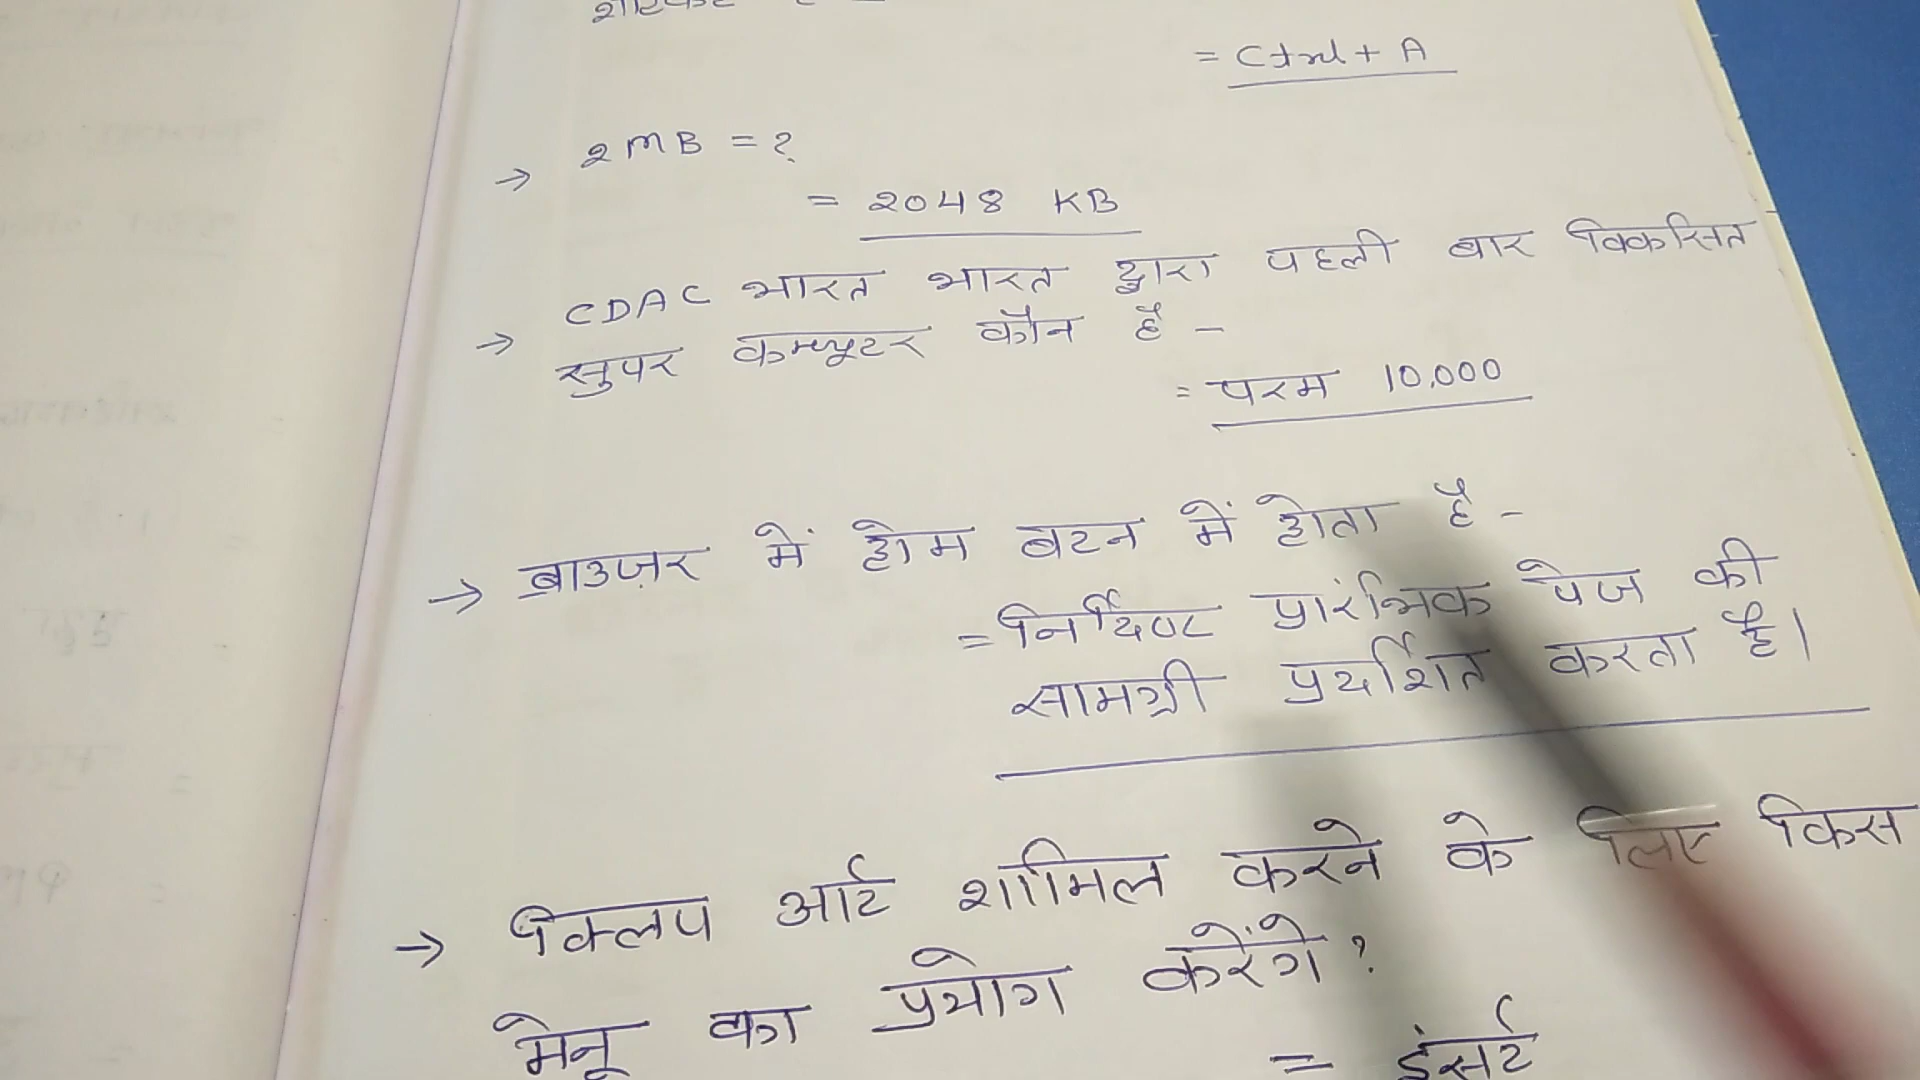 = Ctrl + A
→ 2 MB = ?
= 2048 KB
→ CDAC भारत भारत द्वारा पहली बार विकसित
सुपर कम्प्यूटर कौन है -
= परम 10,000
→ ब्राउज़र में होम बटन में होता है -
= निर्दिष्ट प्रारंभिक पेज की
सामग्री प्रदर्शित करता है।
→ क्लिप आर्ट शामिल करने के लिए किस
मेनू का प्रयोग करेंगे ?
= इंसर्ट